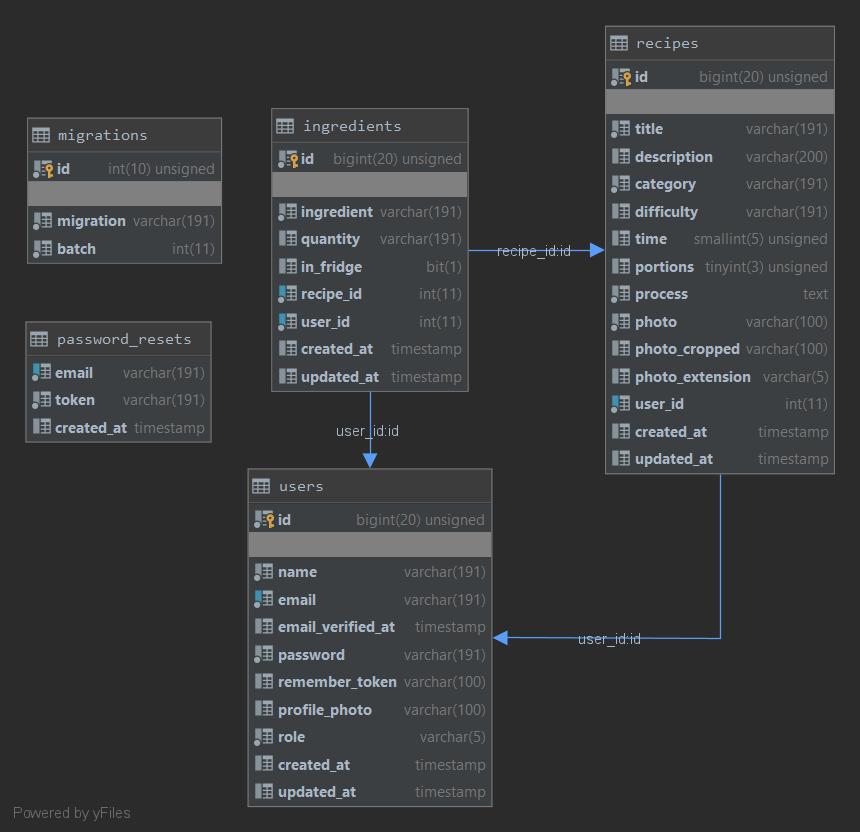 migrations
id int(10) unsigned
migration varchar(191)
batch int(11)
password_resets
email varchar(191)
token varchar(191)
created_at timestamp
ingredients
id bigint(20) unsigned
ingredient varchar(191)
quantity varchar(191)
in_fridge bit(1)
recipe_id int(11)
user_id int(11)
created_at timestamp
updated_at timestamp
recipe_id:id
recipes
id bigint(20) unsigned
title varchar(191)
description varchar(200)
category varchar(191)
difficulty varchar(191)
time smallint(5) unsigned
portions tinyint(3) unsigned
process text
photo varchar(100)
photo_cropped varchar(100)
photo_extension varchar(5)
user_id int(11)
created_at timestamp
updated_at timestamp
user_id:id
users
id bigint(20) unsigned
name varchar(191)
email varchar(191)
email_verified_at timestamp
password varchar(191)
remember_token varchar(100)
profile_photo varchar(100)
role varchar(5)
created_at timestamp
updated_at timestamp
user_id:id
Powered by yFiles